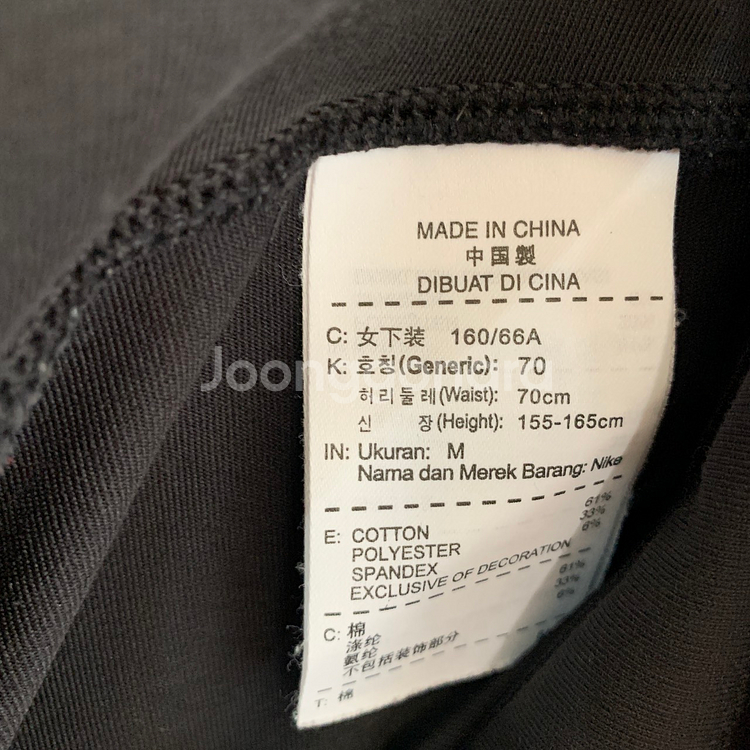 MADE IN CHINA
中国製
DIBUAT DI CINA
C: 女下装 160/66A
K: 호칭(Generic): 70
허리둘레(Waist): 70cm
신 장(Height): 155-165cm
IN: Ukuran: M
Nama dan Merek Barang: Nike
E: COTTON 61%
POLYESTER 33%
SPANDEX 6%
EXCLUSIVE OF DECORATION
C: 棉 61%
涤纶 33%
氨纶 6%
不包括装饰部分
T: 棉
Joonggonara